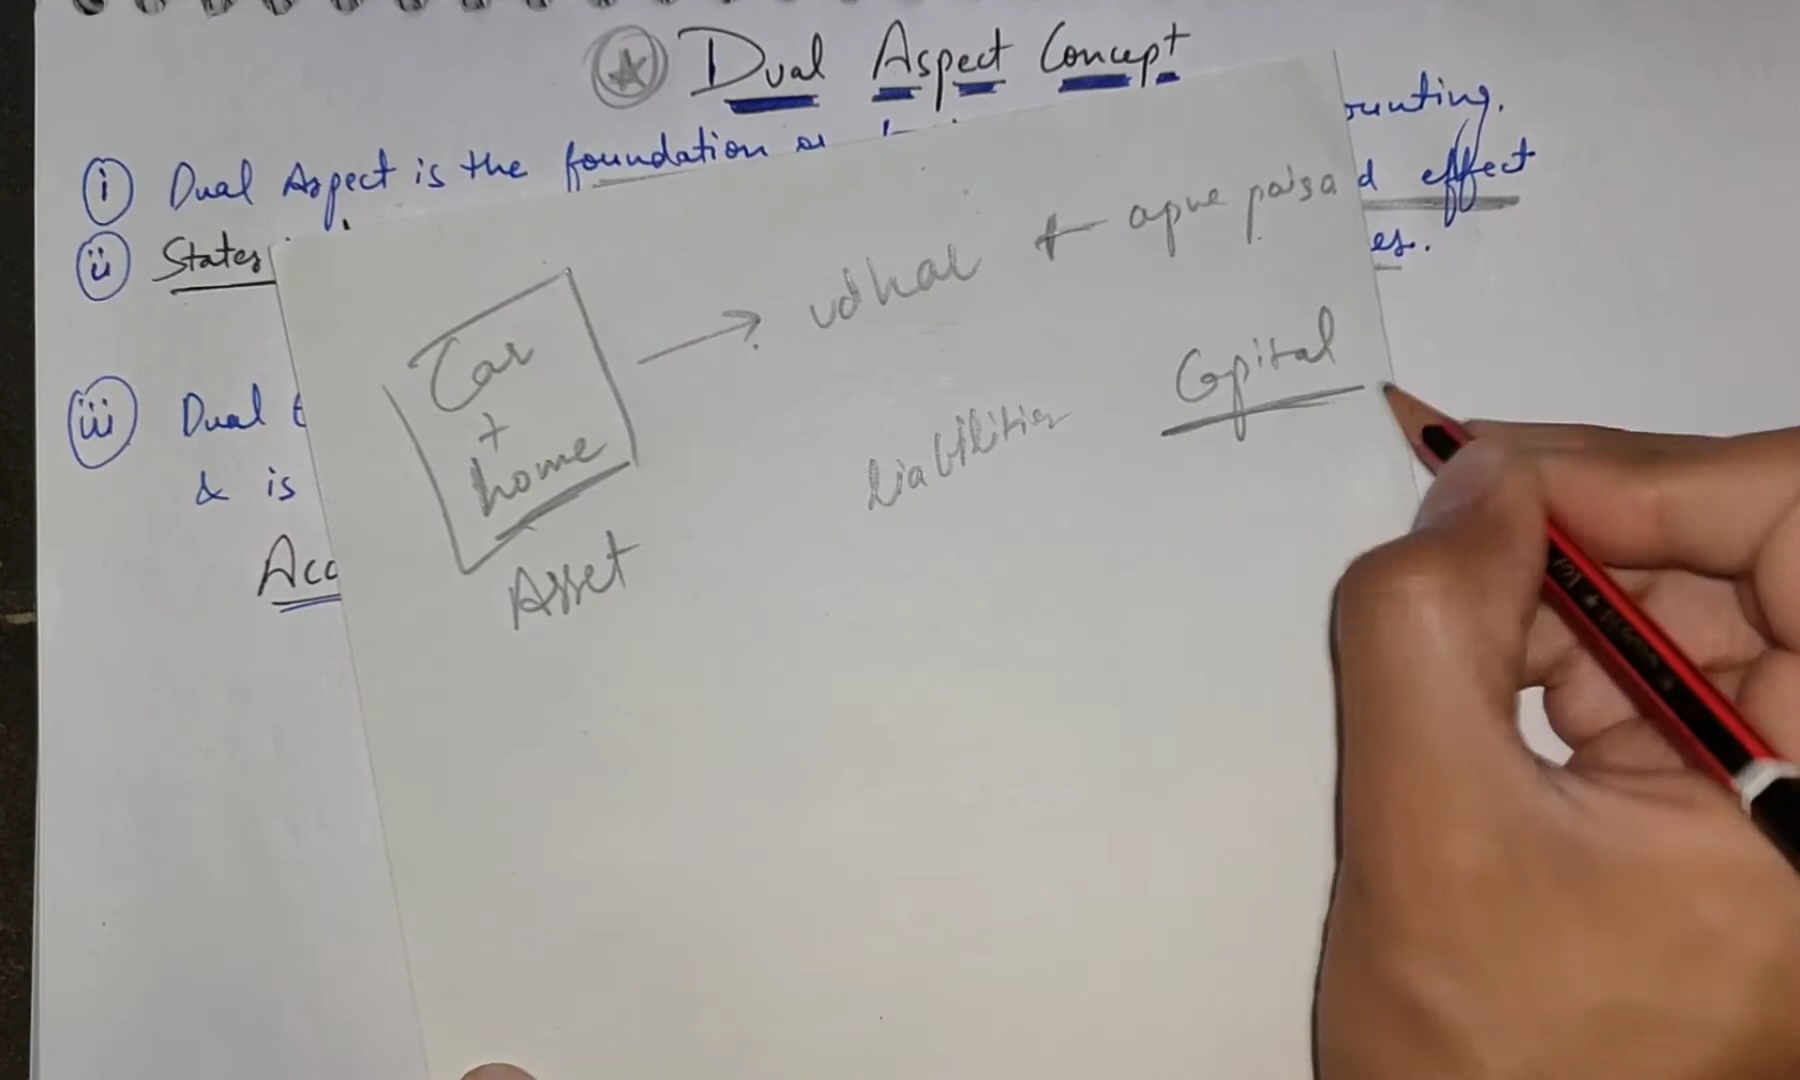 Dual Aspect Concept
i Dual Aspect is the foundation ounting.
ii States d effect
es.
Car + home → udhar + apne paisa
Asset liabilities Capital
iii Dual
& is
Acc